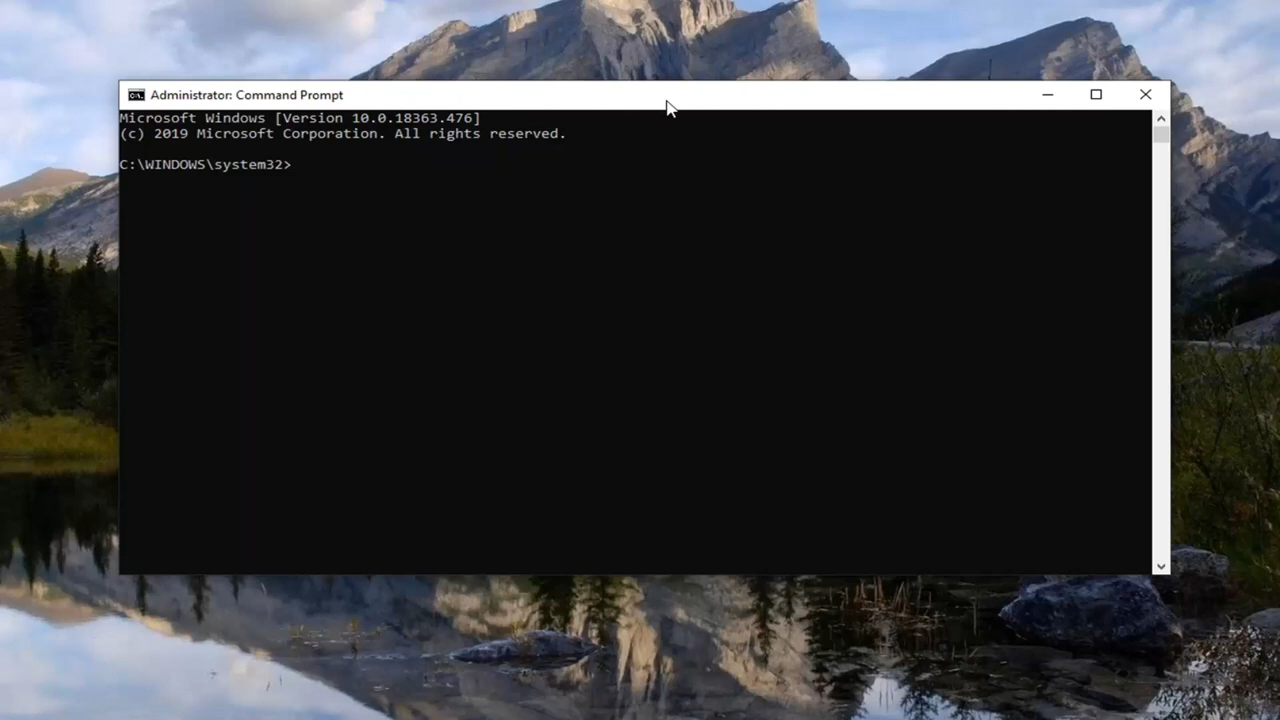 Administrator: Command Prompt
Microsoft Windows [Version 10.0.18363.476]
(c) 2019 Microsoft Corporation. All rights reserved.
C:\WINDOWS\system32>